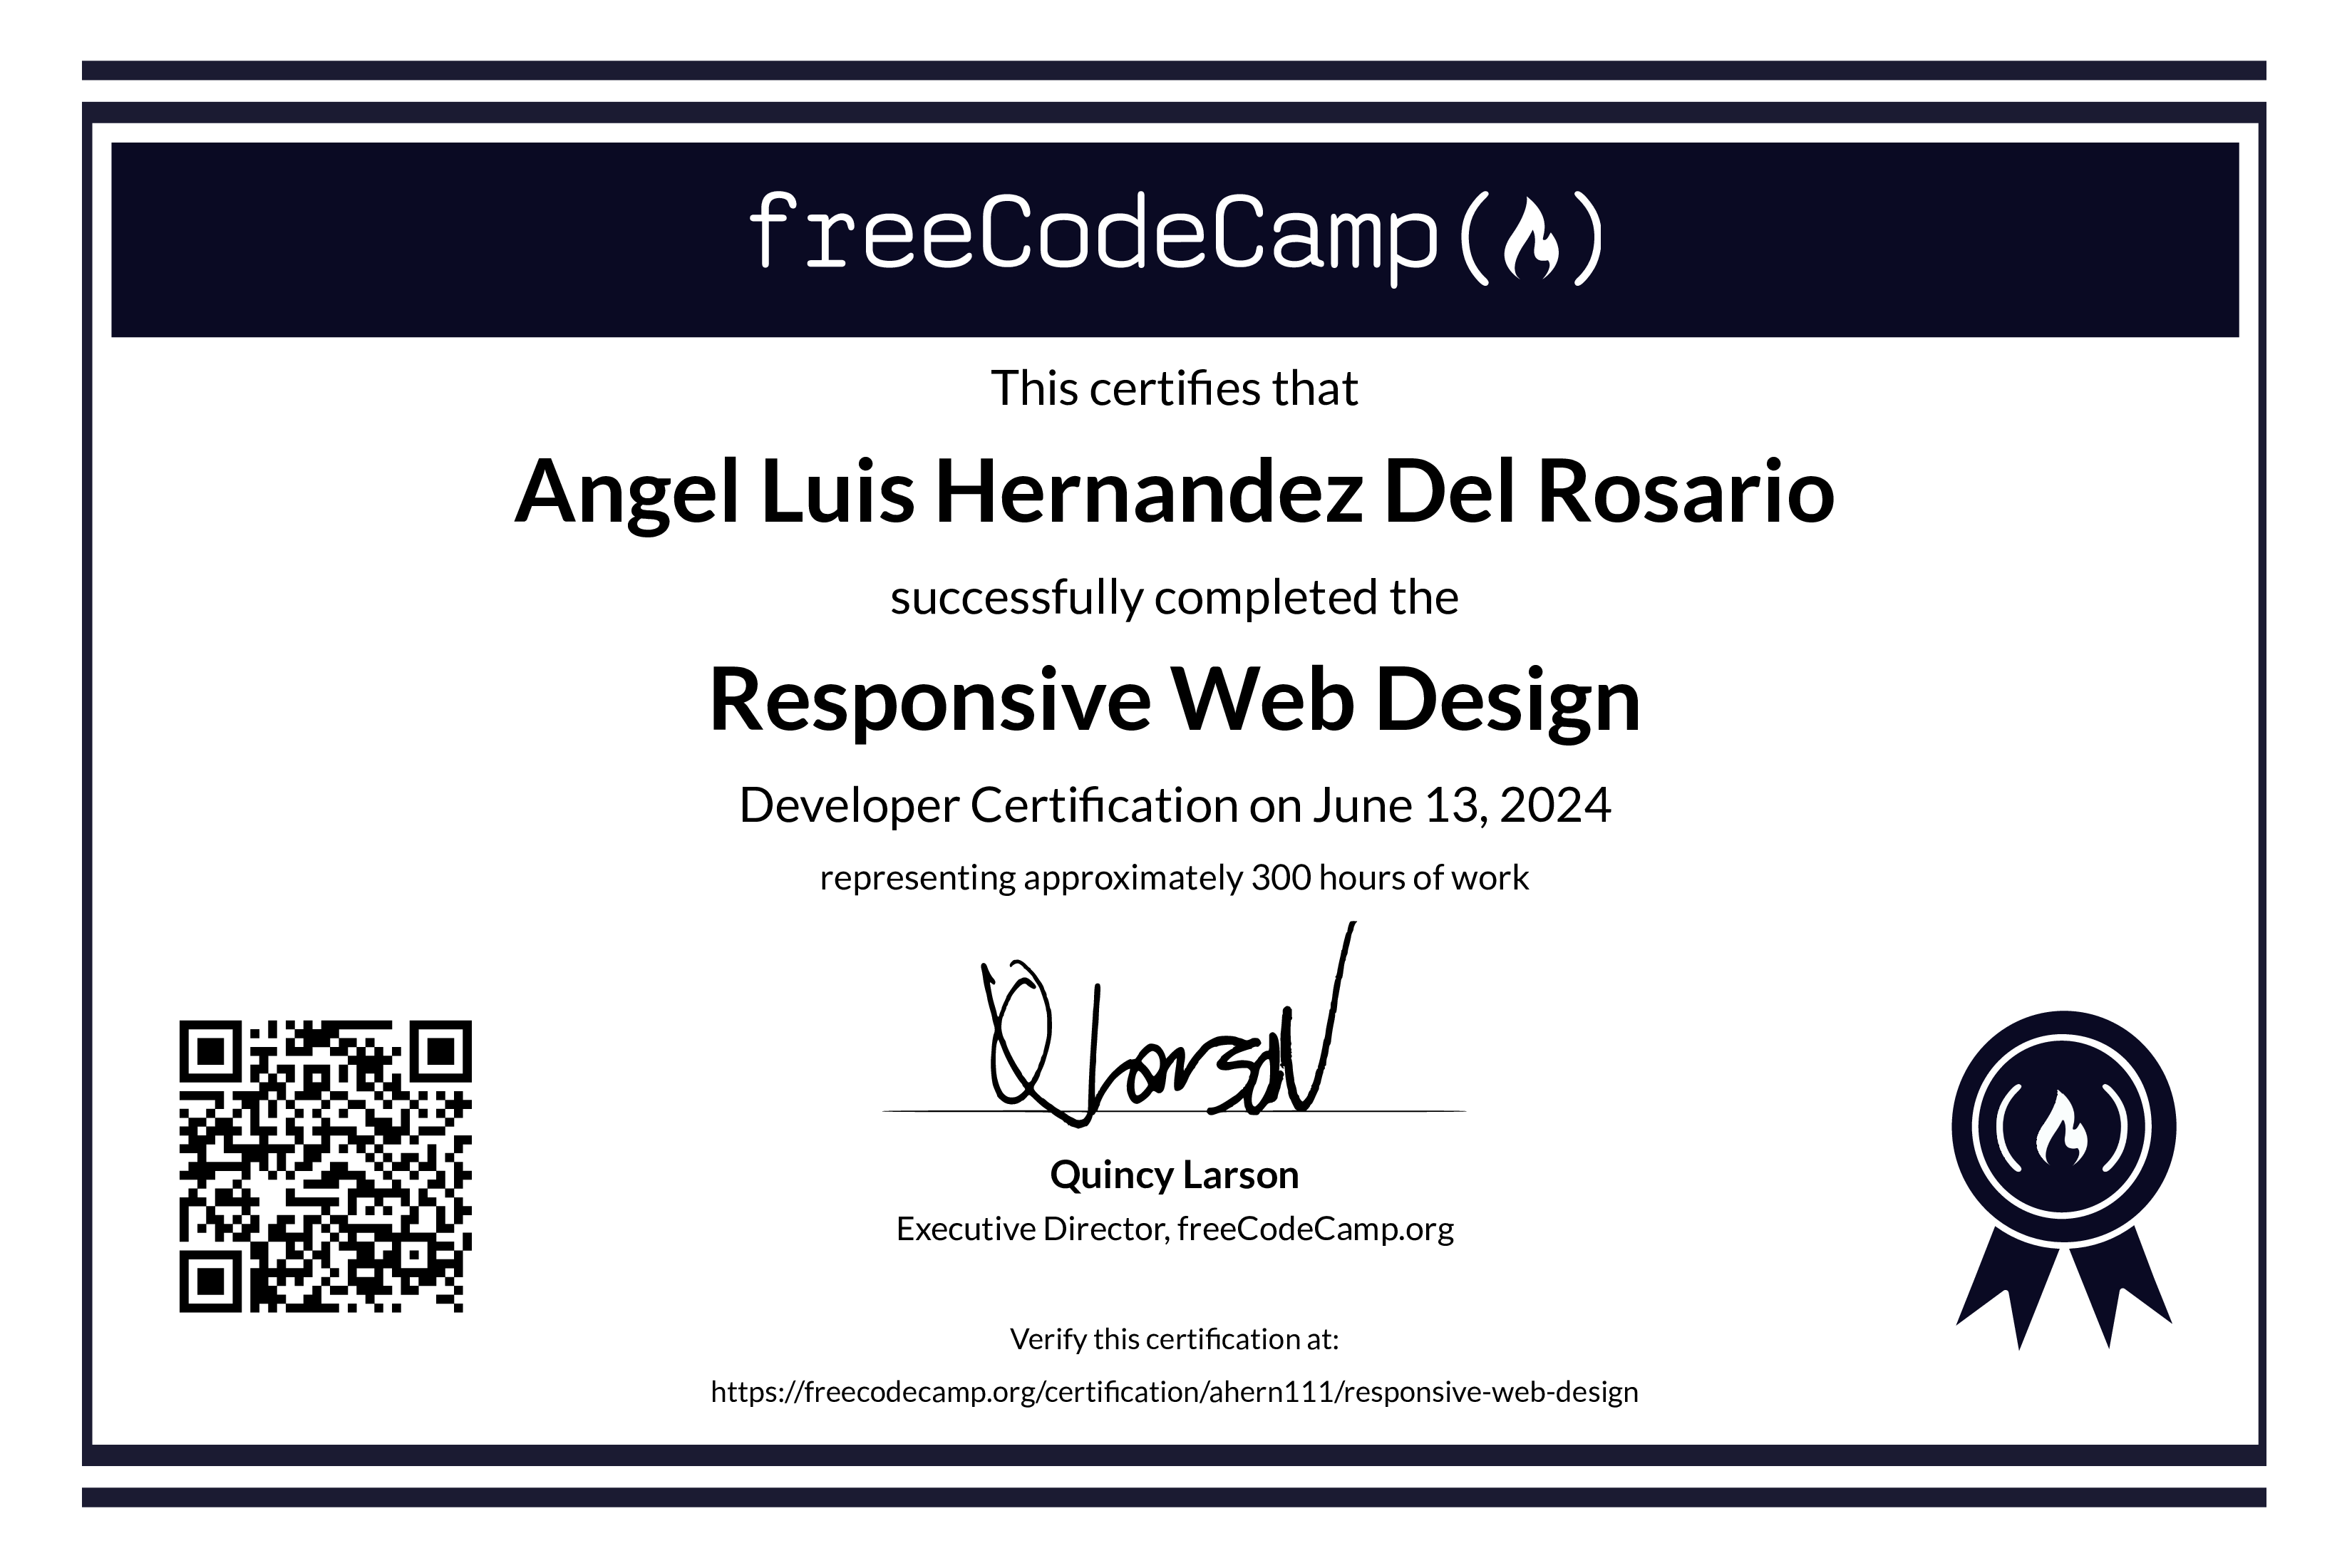 freeCodeCamp
This certifies that
Angel Luis Hernandez Del Rosario
successfully completed the
Responsive Web Design
Developer Certification on June 13, 2024
representing approximately 300 hours of work
Quincy Larson
Executive Director, freeCodeCamp.org
Verify this certification at:
https://freecodecamp.org/certification/ahern111/responsive-web-design